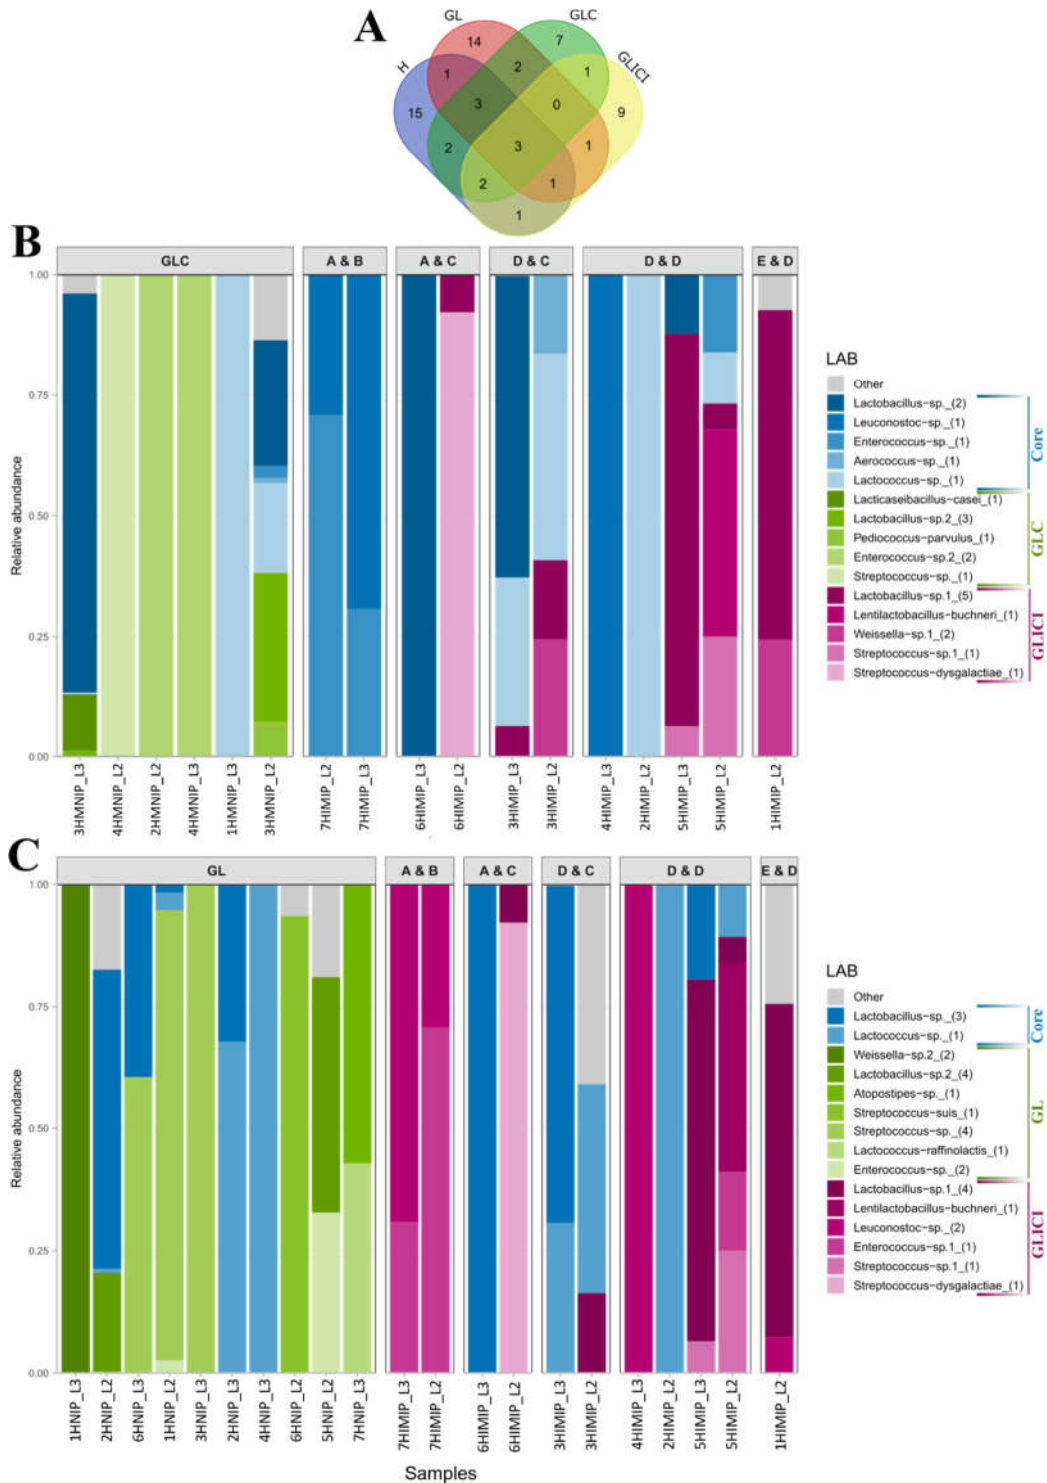 A
GL
GLC
H
GLICI
14
7
1
2
1
15
3
0
9
2
3
1
2
1
1
B
GLC
A & B
A & C
D & C
D & D
E & D
1.00
0.75
0.50
0.25
0.00
Relative abundance
3HMNIP_L3
4HMNIP_L2
2HMNIP_L2
4HMNIP_L3
1HMNIP_L3
3HMNIP_L2
7HIMIP_L2
7HIMIP_L3
6HIMIP_L3
6HIMIP_L2
3HIMIP_L3
3HIMIP_L2
4HIMIP_L3
2HIMIP_L2
5HIMIP_L3
5HIMIP_L2
1HIMIP_L2
LAB
Other
Lactobacillus-sp._(2)
Leuconostoc-sp._(1)
Enterococcus-sp._(1)
Aerococcus-sp._(1)
Lactococcus-sp._(1)
Lacticaseibacillus-casei_(1)
Lactobacillus-sp.2_(3)
Pediococcus-parvulus_(1)
Enterococcus-sp.2_(2)
Streptococcus-sp._(1)
Lactobacillus-sp.1_(5)
Lentilactobacillus-buchneri_(1)
Weissella-sp.1_(2)
Streptococcus-sp.1_(1)
Streptococcus-dysgalactiae_(1)
Core
GLC
GLICI
C
GL
A & B
A & C
D & C
D & D
E & D
1.00
0.75
0.50
0.25
0.00
Relative abundance
1HNIP_L3
2HNIP_L2
6HNIP_L3
1HNIP_L2
3HNIP_L2
2HNIP_L3
4HNIP_L3
6HNIP_L2
5HNIP_L2
7HNIP_L3
7HIMIP_L3
7HIMIP_L2
6HIMIP_L3
6HIMIP_L2
3HIMIP_L3
3HIMIP_L2
4HIMIP_L3
2HIMIP_L2
5HIMIP_L3
5HIMIP_L2
1HIMIP_L2
Samples
LAB
Other
Lactobacillus-sp._(3)
Lactococcus-sp._(1)
Weissella-sp.2_(2)
Lactobacillus-sp.2_(4)
Atopostipes-sp._(1)
Streptococcus-suis_(1)
Streptococcus-sp._(4)
Lactococcus-raffinolactis_(1)
Enterococcus-sp._(2)
Lactobacillus-sp.1_(4)
Lentilactobacillus-buchneri_(1)
Leuconostoc-sp._(2)
Enterococcus-sp.1_(1)
Streptococcus-sp.1_(1)
Streptococcus-dysgalactiae_(1)
Core
GL
GLICI